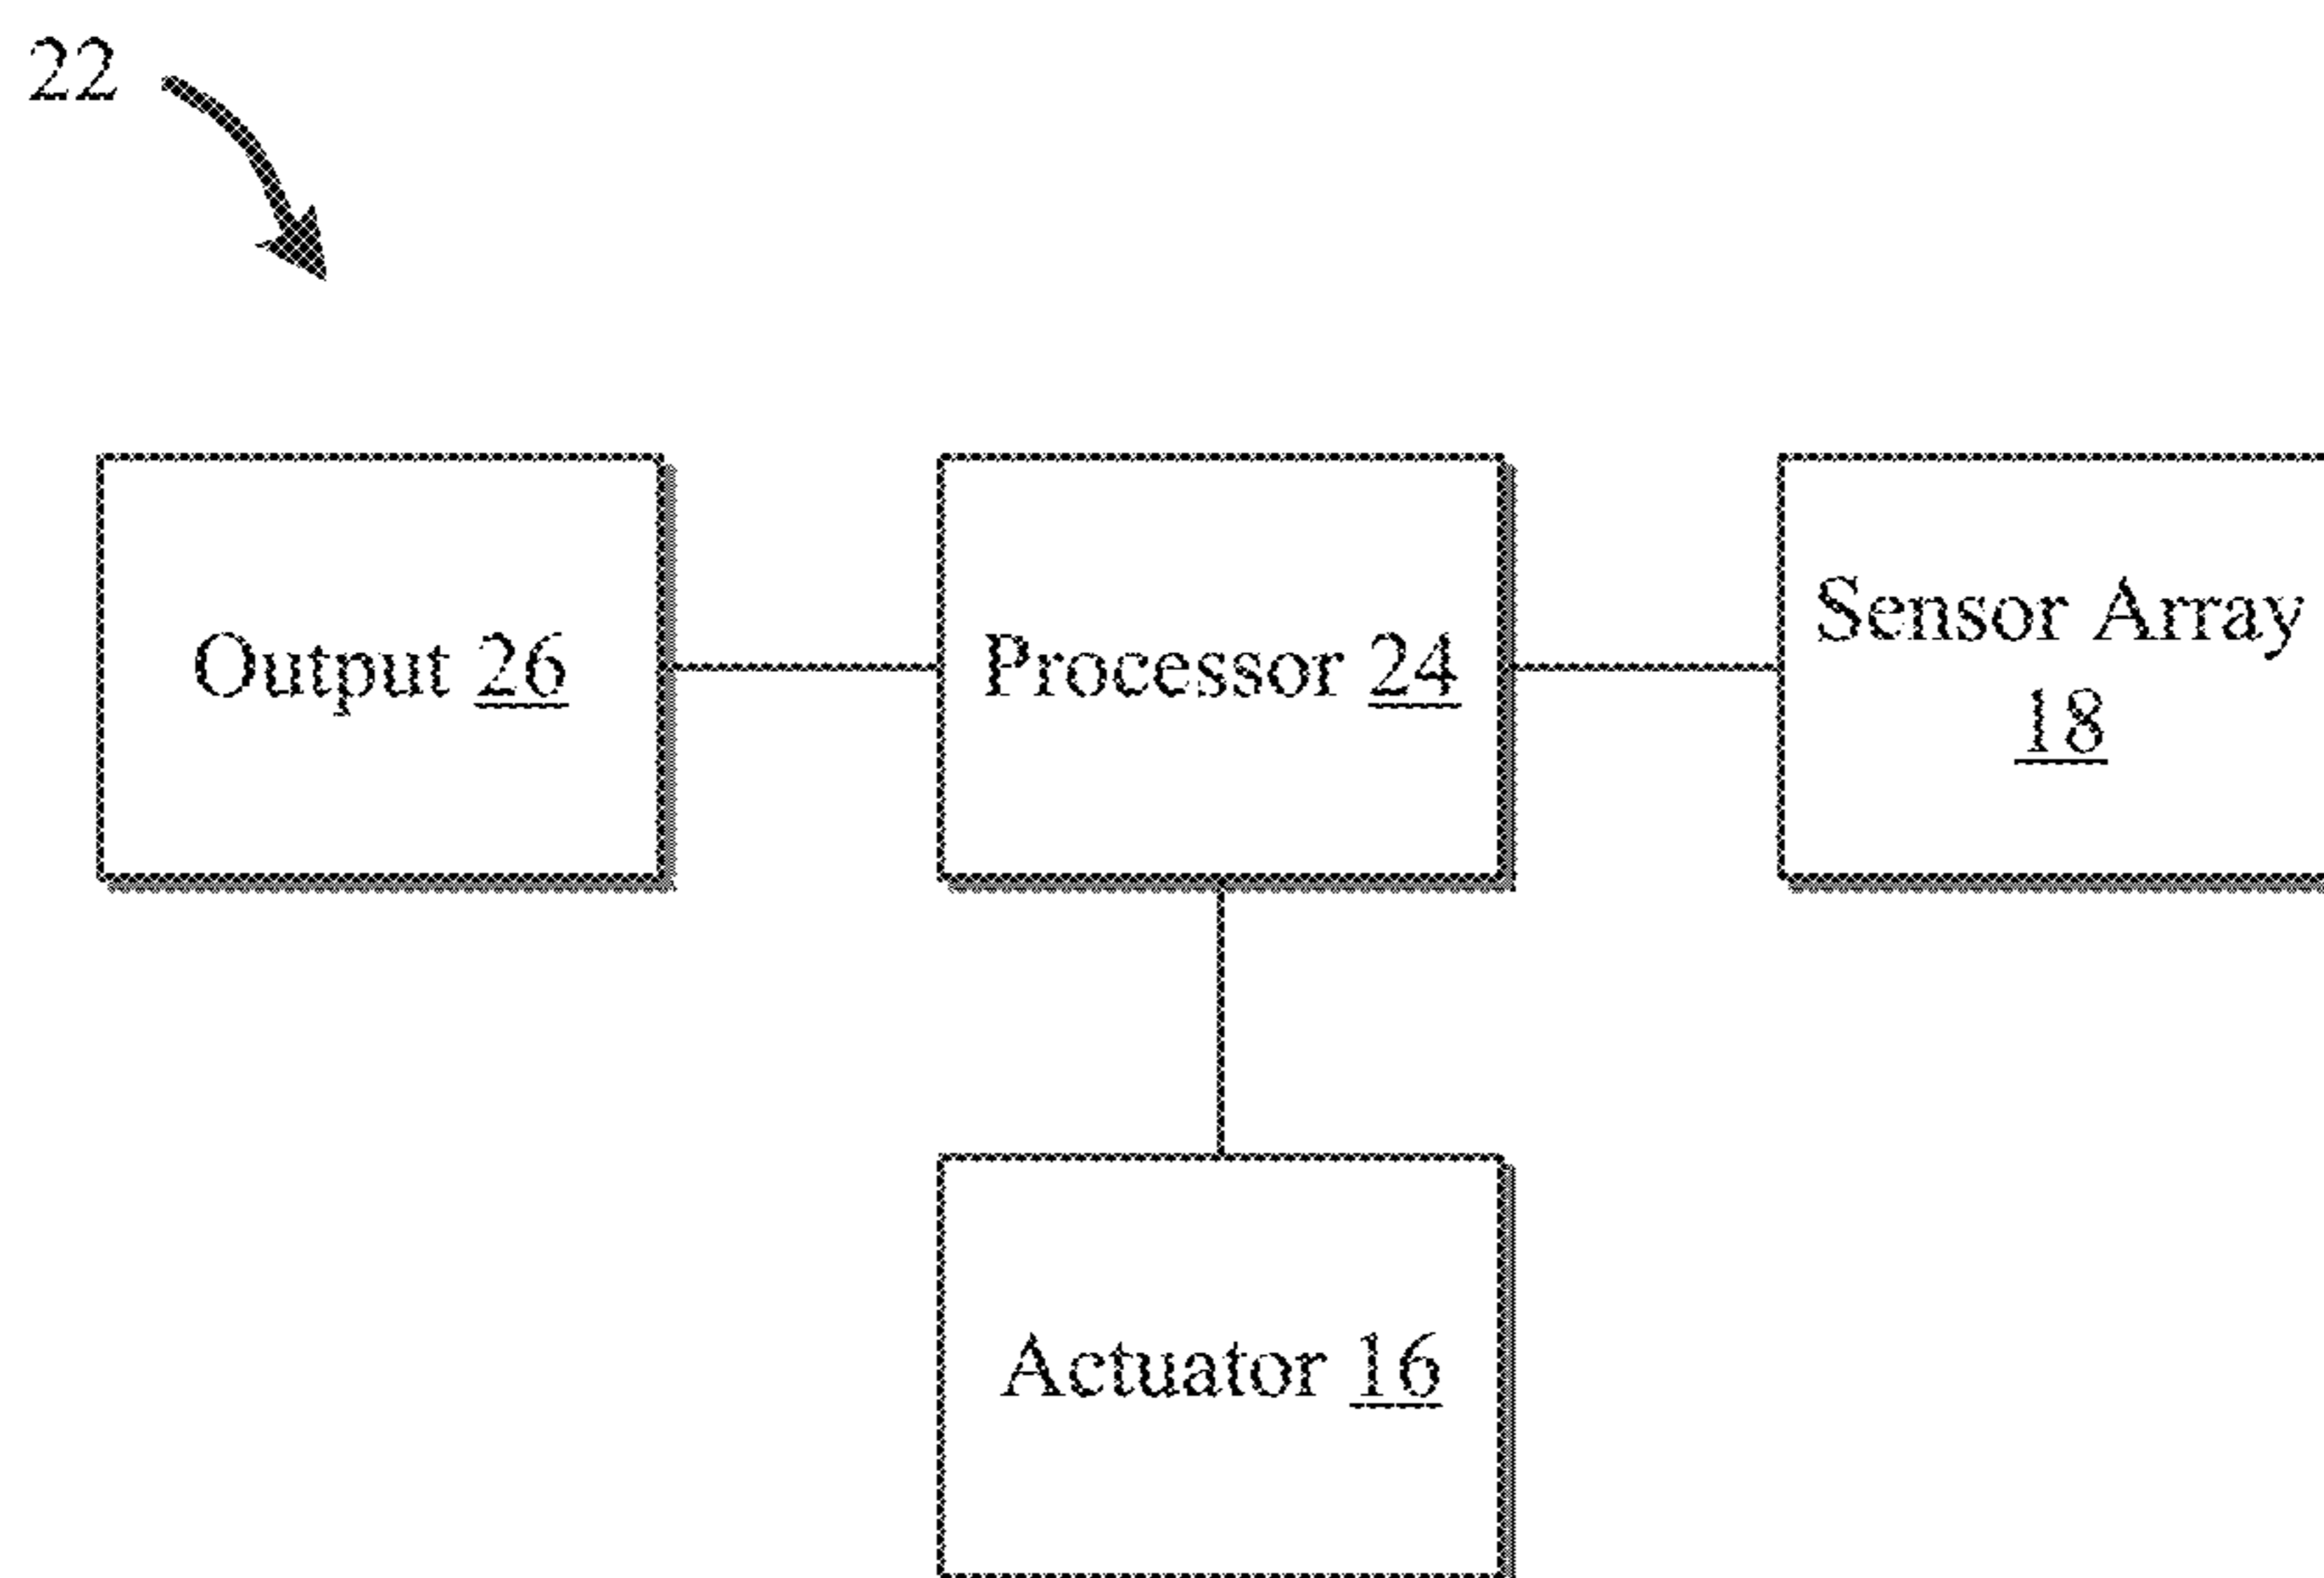 22
Output 26
Processor 24
Sensor Array
18
Actuator 16